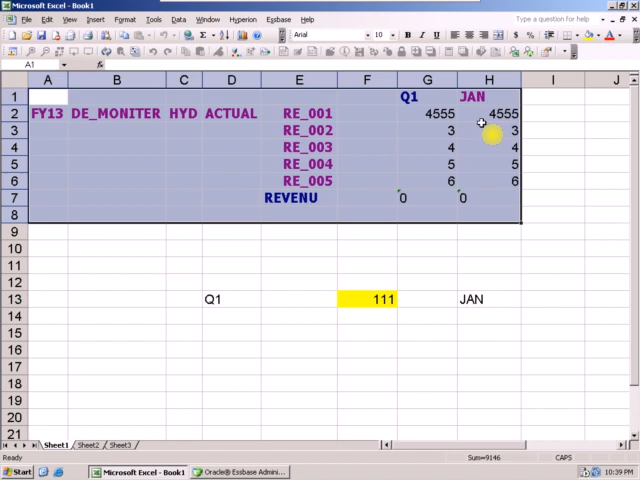 Microsoft Excel - Book1
File Edit View Insert Format Tools Data Window Hyperion Essbase Help Type a question for help
Arial 10 B I U $ %
A1 fx
A B C D E F G H I J
1 Q1 JAN
2 FY13 DE_MONITER HYD ACTUAL RE_001 4555 4555
3 RE_002 3 3
4 RE_003 4 4
5 RE_004 5 5
6 RE_005 6 6
7 REVENU 0 0
8
9
10
11
12
13 Q1 111 JAN
14
15
16
17
18
19
20
21
Sheet1 Sheet2 Sheet3
Ready Sum=9146 CAPS
Start Microsoft Excel - Book1 Oracle® Essbase Admini... 10:39 PM